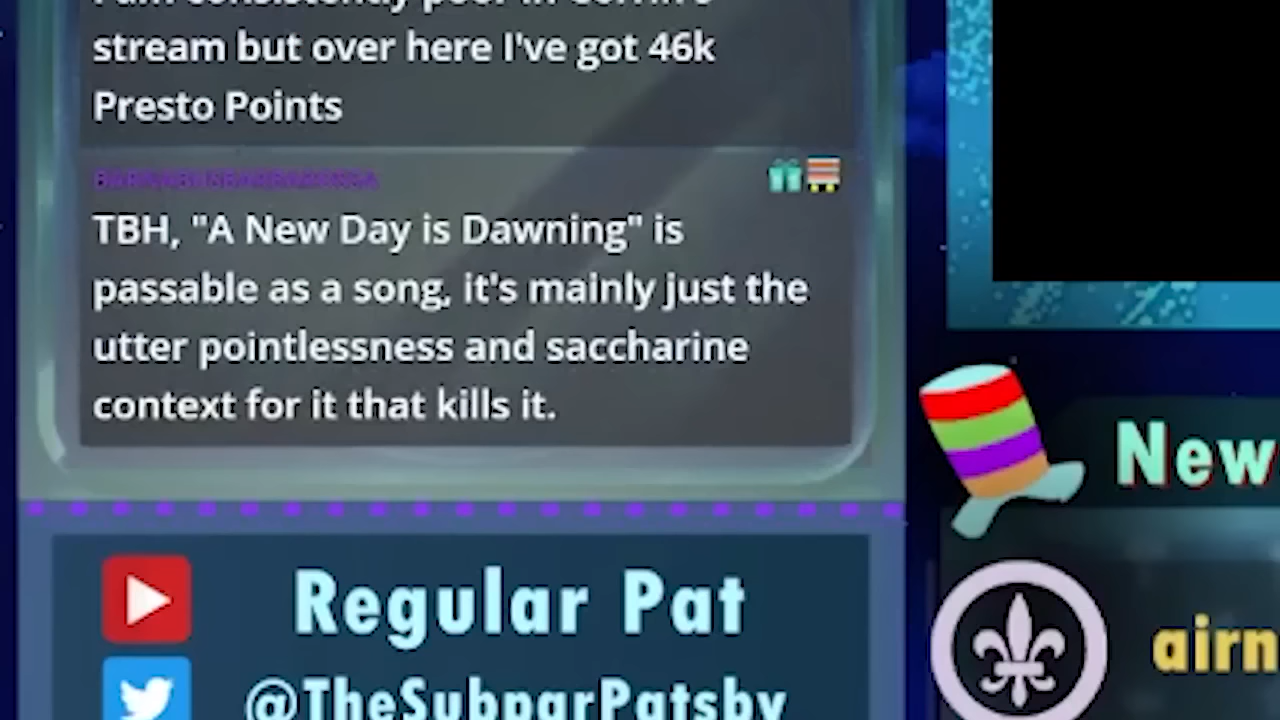 stream but over here I've got 46k
Presto Points
TBH, "A New Day is Dawning" is
passable as a song, it's mainly just the
utter pointlessness and saccharine
context for it that kills it.
New
Regular Pat
airn
@TheSubparPatsby